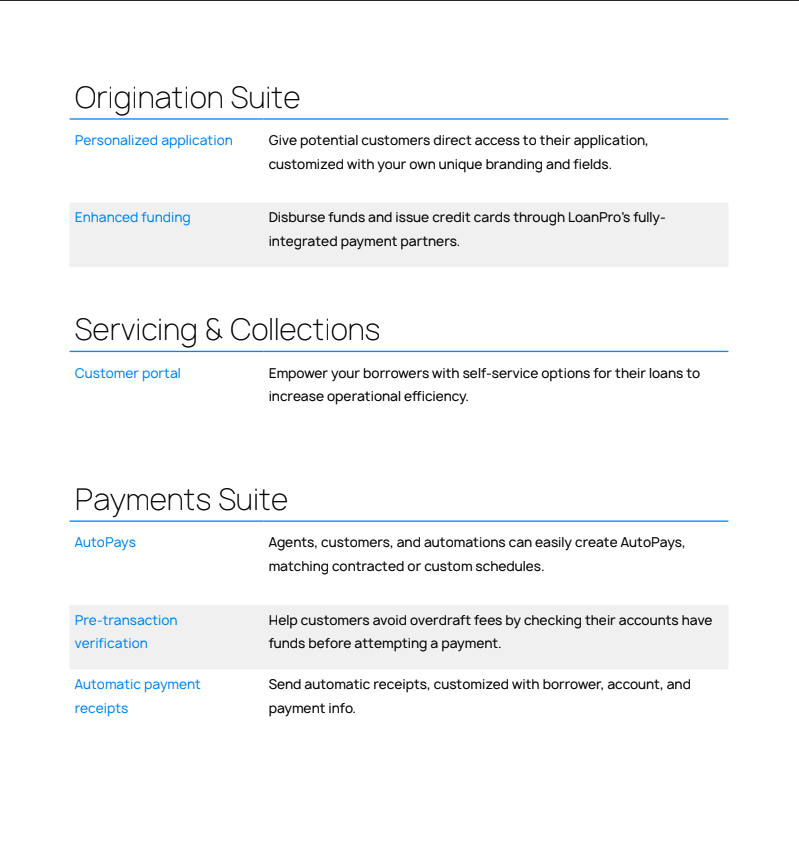 Origination Suite
Personalized application
Give potential customers direct access to their application,
customized with your own unique branding and fields.
Enhanced funding
Disburse funds and issue credit cards through LoanPro's fully-
integrated payment partners.
Servicing & Collections
Customer portal
Empower your borrowers with self-service options for their loans to
increase operational efficiency.
Payments Suite
AutoPays
Agents, customers, and automations can easily create AutoPays,
matching contracted or custom schedules.
Pre-transaction
verification
Help customers avoid overdraft fees by checking their accounts have
funds before attempting a payment.
Automatic payment
receipts
Send automatic receipts, customized with borrower, account, and
payment info.